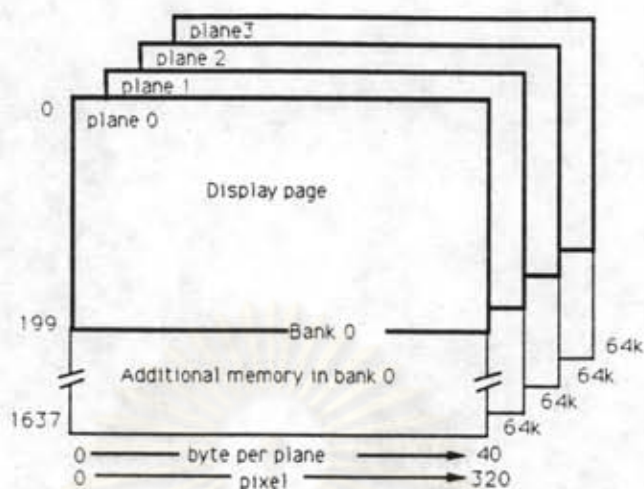 plane3
plane 2
plane 1
0
plane 0
Display page
199
Bank 0
64k
Additional memory in bank 0
64k
64k
1637
64k
0 byte per plane 40
0 pixel 320